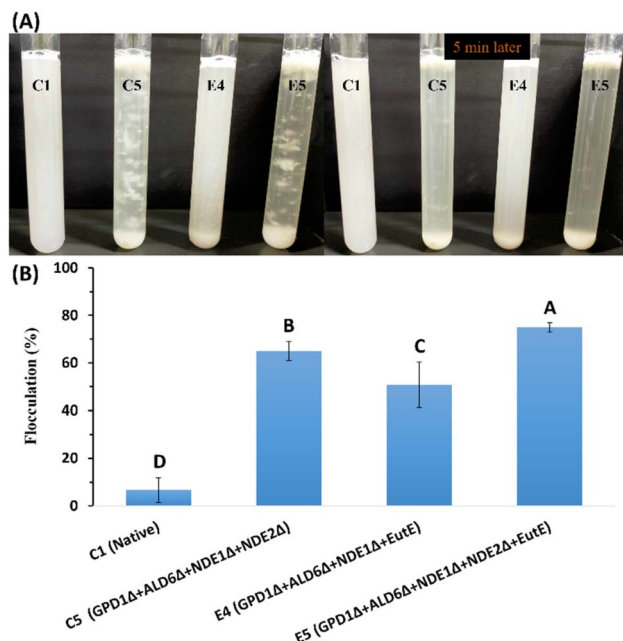 (A)
C1
C5
E4
E5
5 min later
C1
C5
E4
E5
(B)
Flocculation (%)
100
80
60
40
20
0
D
B
C
A
C1 (Native)
C5 (GPD1Δ+ALD6Δ+NDE1Δ+NDE2Δ)
E4 (GPD1Δ+ALD6Δ+NDE1Δ+EutE)
E5 (GPD1Δ+ALD6Δ+NDE1Δ+NDE2Δ+EutE)